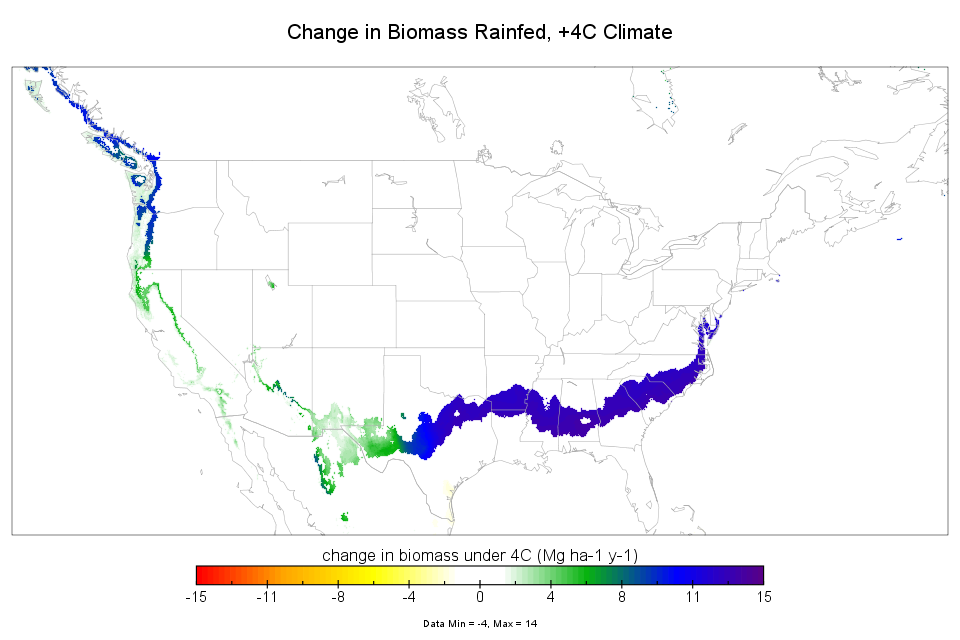 Change in Biomass Rainfed, +4C Climate
change in biomass under 4C (Mg ha-1 y-1)
-15 -11 -8 -4 0 4 8 11 15
Data Min = -4, Max = 14